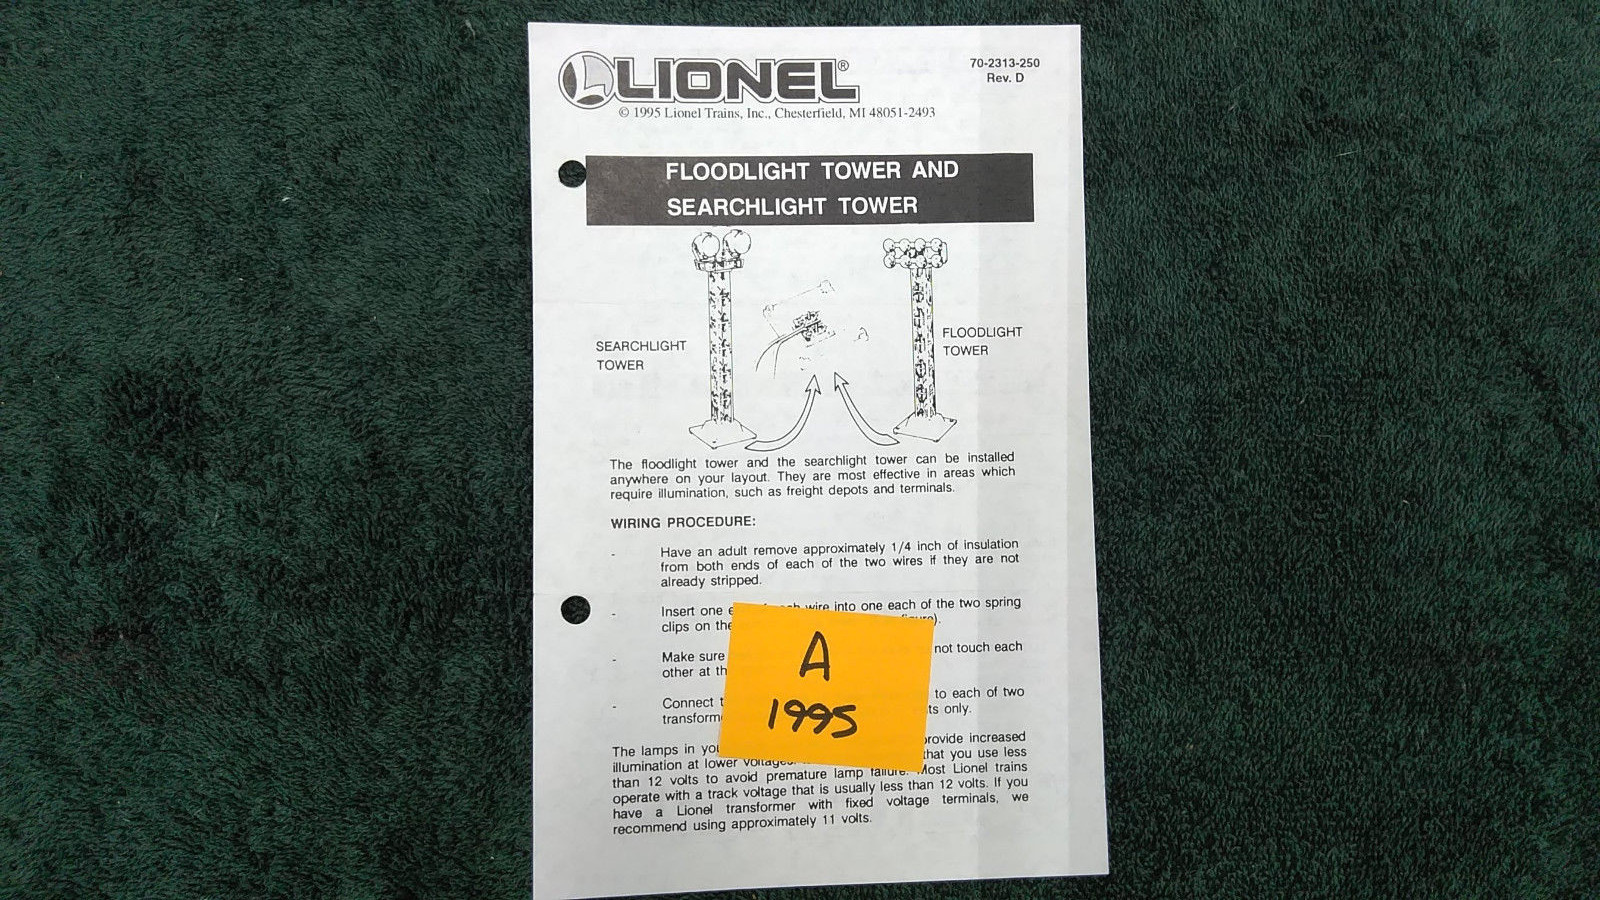 LIONEL®
© 1995 Lionel Trains, Inc., Chesterfield, MI 48051-2493
70-2313-250
Rev. D
FLOODLIGHT TOWER AND
SEARCHLIGHT TOWER
SEARCHLIGHT
TOWER
FLOODLIGHT
TOWER
The floodlight tower and the searchlight tower can be installed
anywhere on your layout. They are most effective in areas which
require illumination, such as freight depots and terminals.
WIRING PROCEDURE:
- Have an adult remove approximately 1/4 inch of insulation
from both ends of each of the two wires if they are not
already stripped.
- Insert one wire into one each of the two spring
clips on the figure).
- Make sure not touch each
other at
- Connect to each of two
only.
The lamps in provide increased
illumination at lower voltages. that you use less
than 12 volts to avoid premature lamp failure. Most Lionel trains
operate with a track voltage that is usually less than 12 volts. If you
have a Lionel transformer with fixed voltage terminals, we
recommend using approximately 11 volts.
A
1995